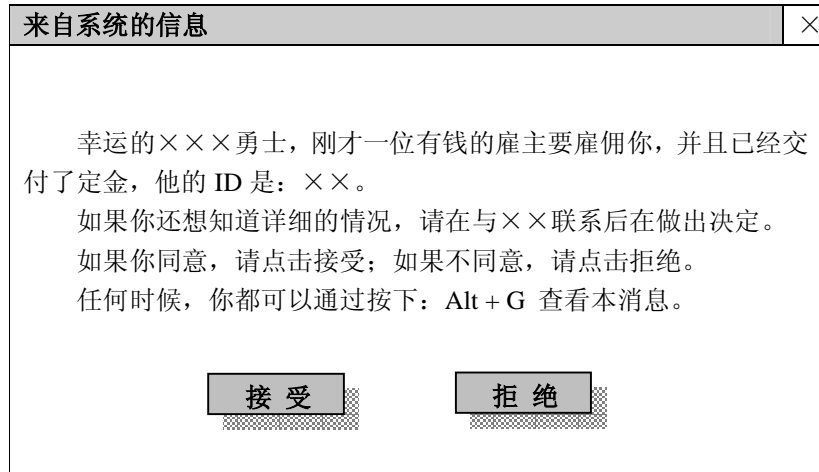 来自系统的信息 ×
幸运的×××勇士，刚才一位有钱的雇主要雇佣你，并且已经交
付了定金，他的 ID 是：××。
如果你还想知道详细的情况，请在与××联系后在做出决定。
如果你同意，请点击接受；如果不同意，请点击拒绝。
任何时候，你都可以通过按下：Alt + G 查看本消息。
接 受 拒 绝